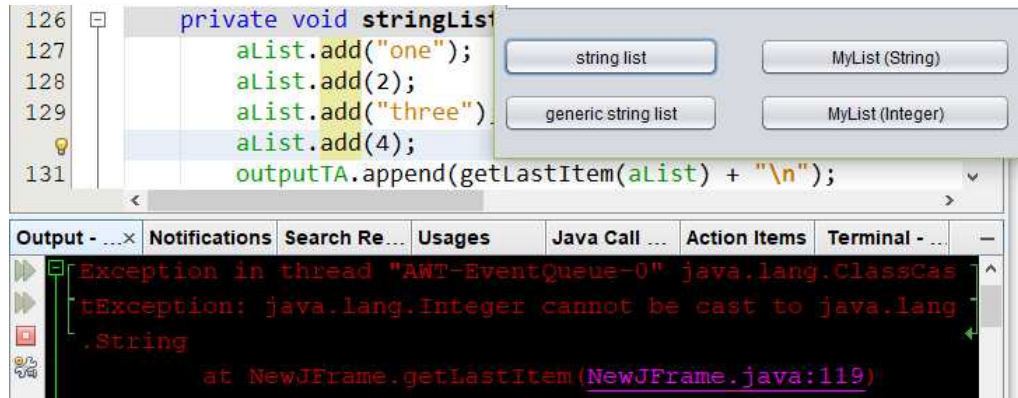 126 private void stringList
127 aList.add("one");
128 aList.add(2);
129 aList.add("three");
aList.add(4);
131 outputTA.append(getLastItem(aList) + "\n");
string list
MyList (String)
generic string list
MyList (Integer)
Output - ...× Notifications Search Re... Usages Java Call ... Action Items Terminal - ...
Exception in thread "AWT-EventQueue-0" java.lang.ClassCas
tException: java.lang.Integer cannot be cast to java.lang
.String
at NewJFrame.getLastItem(NewJFrame.java:119)